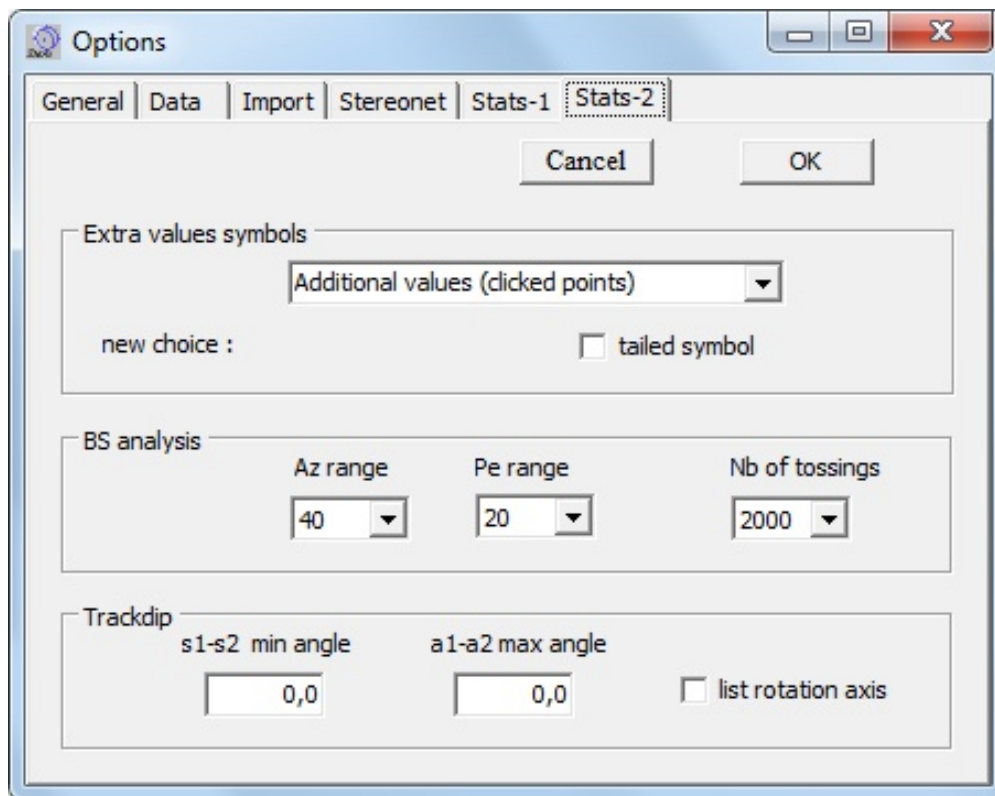 Options
General Data Import Stereonet Stats-1 Stats-2
Cancel OK
Extra values symbols
Additional values (clicked points)
new choice : tailed symbol
BS analysis
Az range Pe range Nb of tossings
40 20 2000
Trackdip
s1-s2 min angle a1-a2 max angle
0,0 0,0 list rotation axis